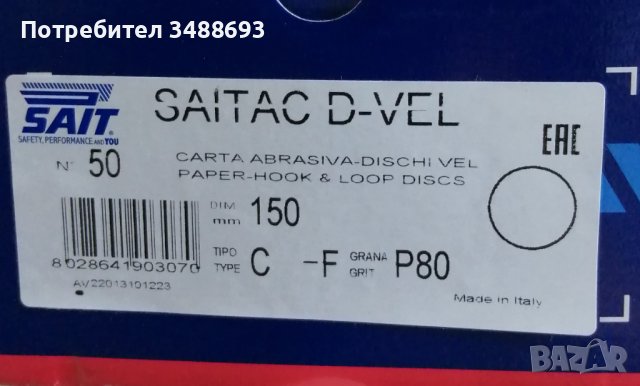 Потребител 3488693
SAIT®
SAFETY, PERFORMANCE AND YOU
SAITAC D-VEL
EAC
N° 50
CARTA ABRASIVA-DISCHI VEL
PAPER-HOOK & LOOP DISCS
DIM mm 150
TIPO TYPE C -F GRANA GRIT P80
8028641903070
AV22013101223
Made in Italy
BAZAR